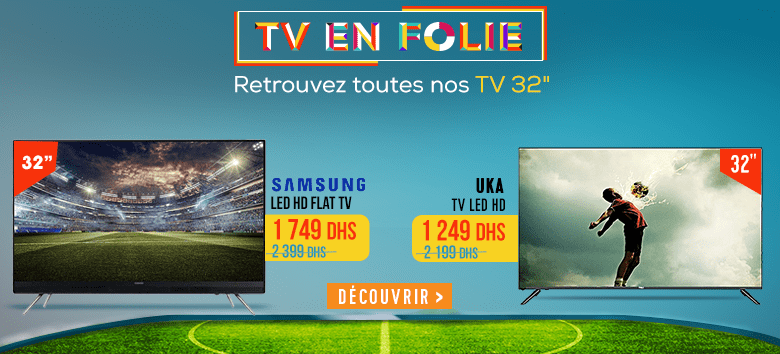 TV EN FOLIE
Retrouvez toutes nos TV 32"
32”
SAMSUNG
LED HD FLAT TV
1 749 DHS
2 399 DHS
UKA
TV LED HD
1 249 DHS
2 199 DHS
32"
DÉCOUVRIR >